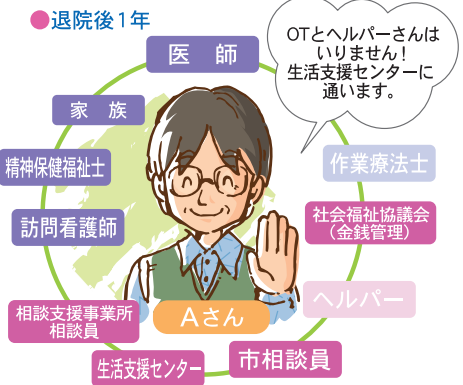 ●退院後1年
OTとヘルパーさんは
いりません！
生活支援センターに
通います。
医 師
家 族
精神保健福祉士
訪問看護師
相談支援事業所
相談員
生活支援センター
市相談員
ヘルパー
社会福祉協議会
（金銭管理）
作業療法士
Aさん